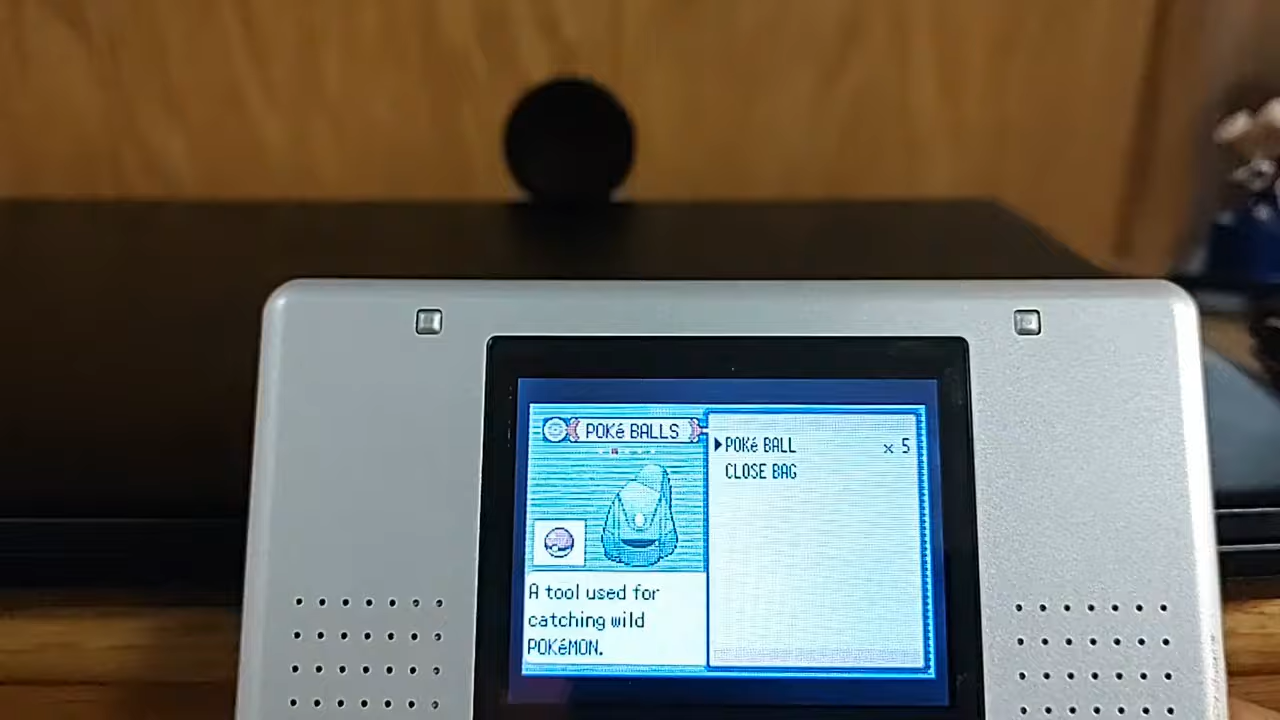 POKé BALLS
POKé BALL x 5
CLOSE BAG
A tool used for
catching wild
POKéMON.